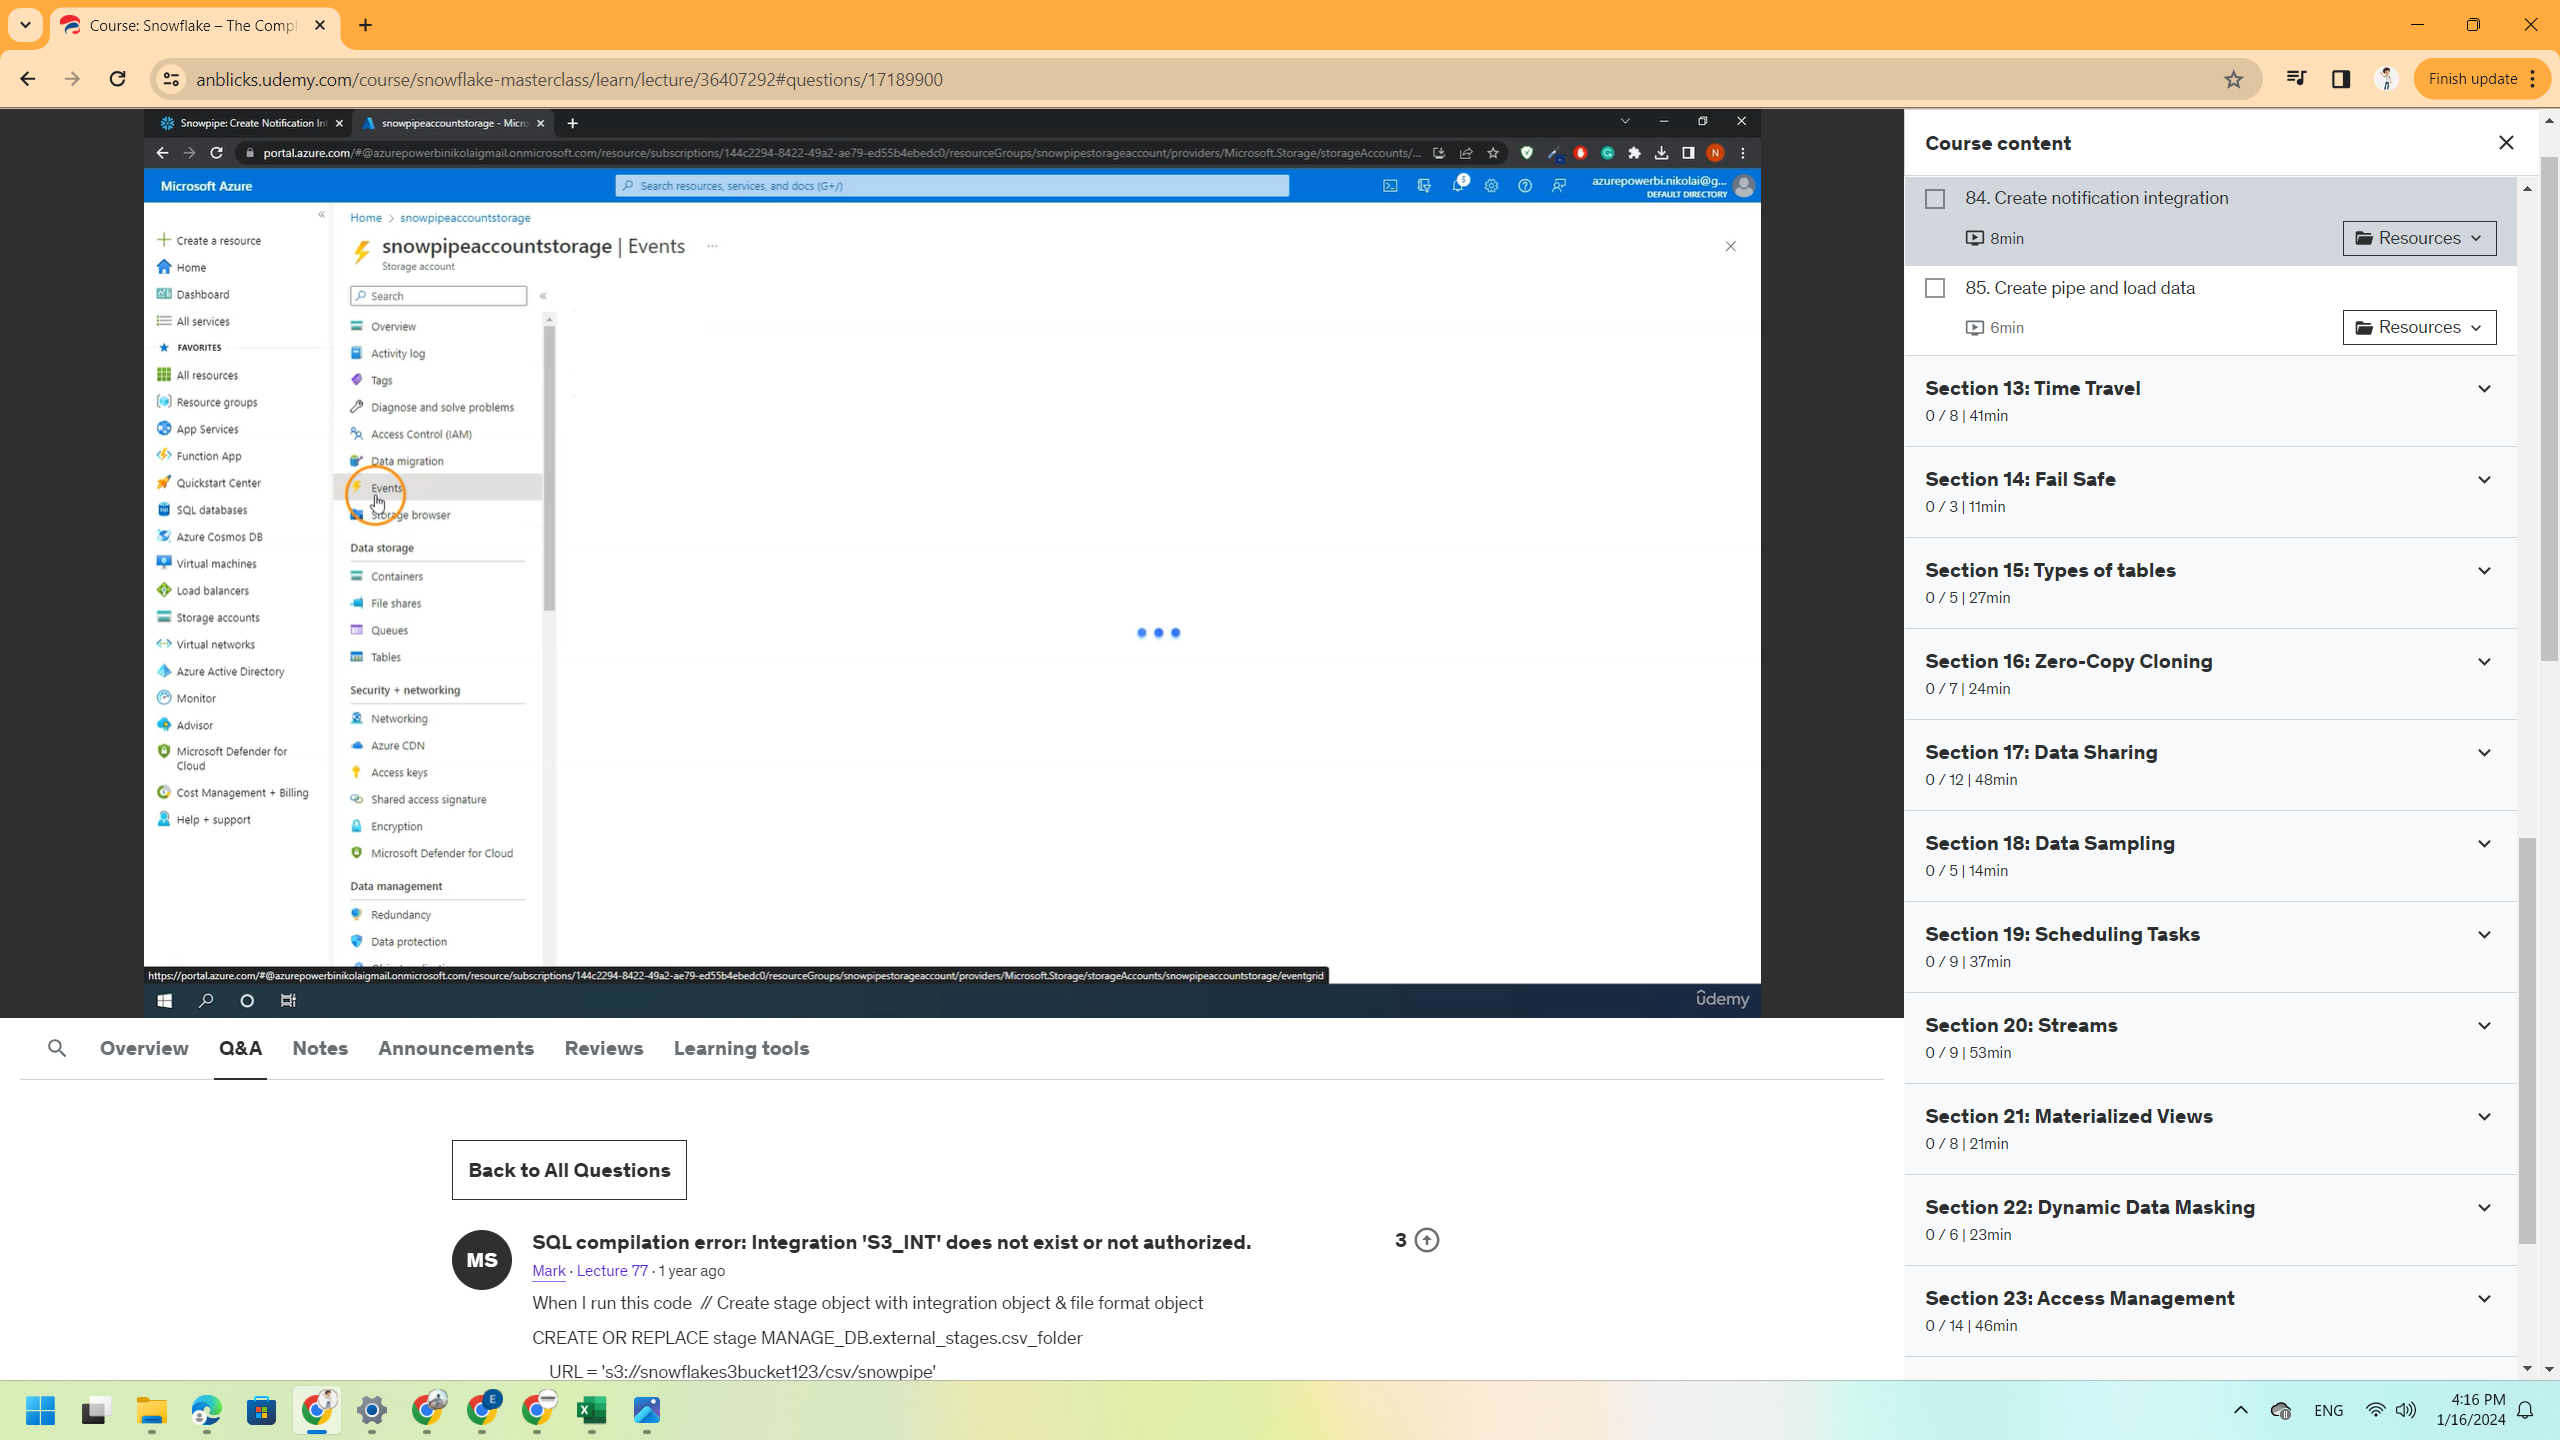 Course: Snowflake – The Compl
anblicks.udemy.com/course/snowflake-masterclass/learn/lecture/36407292#questions/17189900
Finish update
Snowpipe: Create Notification Int
snowpipeaccountstorage - Micro
portal.azure.com/#@azurepowerbinikolaigmail.onmicrosoft.com/resource/subscriptions/144c2294-8422-49a2-ae79-ed55b4ebedc0/resourceGroups/snowpipestorageaccount/providers/Microsoft.Storage/storageAccounts/...
N
Microsoft Azure
Search resources, services, and docs (G+/)
5
azurepowerbi.nikolai@g...
DEFAULT DIRECTORY
Create a resource
Home
Dashboard
All services
FAVORITES
All resources
Resource groups
App Services
Function App
Quickstart Center
SQL databases
Azure Cosmos DB
Virtual machines
Load balancers
Storage accounts
Virtual networks
Azure Active Directory
Monitor
Advisor
Microsoft Defender for
Cloud
Cost Management + Billing
Help + support
Home > snowpipeaccountstorage
snowpipeaccountstorage | Events ...
Storage account
Search
Overview
Activity log
Tags
Diagnose and solve problems
Access Control (IAM)
Data migration
Events
Storage browser
Data storage
Containers
File shares
Queues
Tables
Security + networking
Networking
Azure CDN
Access keys
Shared access signature
Encryption
Microsoft Defender for Cloud
Data management
Redundancy
Data protection
https://portal.azure.com/#@azurepowerbinikolaigmail.onmicrosoft.com/resource/subscriptions/144c2294-8422-49a2-ae79-ed55b4ebedc0/resourceGroups/snowpipestorageaccount/providers/Microsoft.Storage/storageAccounts/snowpipeaccountstorage/eventgrid
ûdemy
Overview
Q&A
Notes
Announcements
Reviews
Learning tools
Back to All Questions
MS
SQL compilation error: Integration 'S3_INT' does not exist or not authorized.
3
Mark · Lecture 77 · 1 year ago
When I run this code // Create stage object with integration object & file format object
CREATE OR REPLACE stage MANAGE_DB.external_stages.csv_folder
URL = 's3://snowflakes3bucket123/csv/snowpipe'
Course content
84. Create notification integration
8min
Resources
85. Create pipe and load data
6min
Resources
Section 13: Time Travel
0 / 8 | 41min
Section 14: Fail Safe
0 / 3 | 11min
Section 15: Types of tables
0 / 5 | 27min
Section 16: Zero-Copy Cloning
0 / 7 | 24min
Section 17: Data Sharing
0 / 12 | 48min
Section 18: Data Sampling
0 / 5 | 14min
Section 19: Scheduling Tasks
0 / 9 | 37min
Section 20: Streams
0 / 9 | 53min
Section 21: Materialized Views
0 / 8 | 21min
Section 22: Dynamic Data Masking
0 / 6 | 23min
Section 23: Access Management
0 / 14 | 46min
E
ENG
4:16 PM
1/16/2024